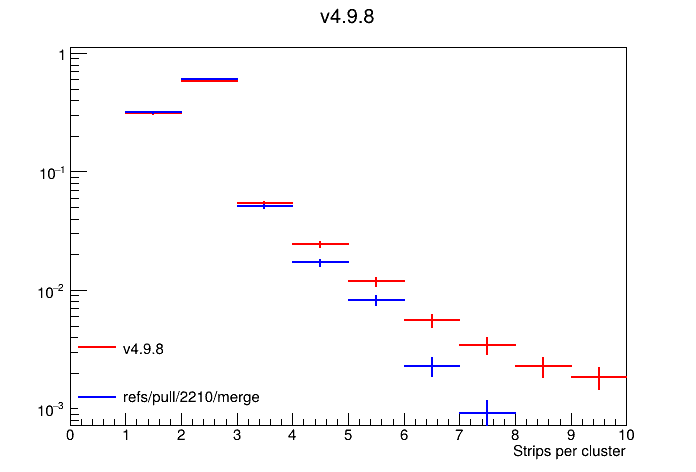 v4.9.8
1
10⁻¹
10⁻²
10⁻³
v4.9.8
refs/pull/2210/merge
0 1 2 3 4 5 6 7 8 9 10
Strips per cluster